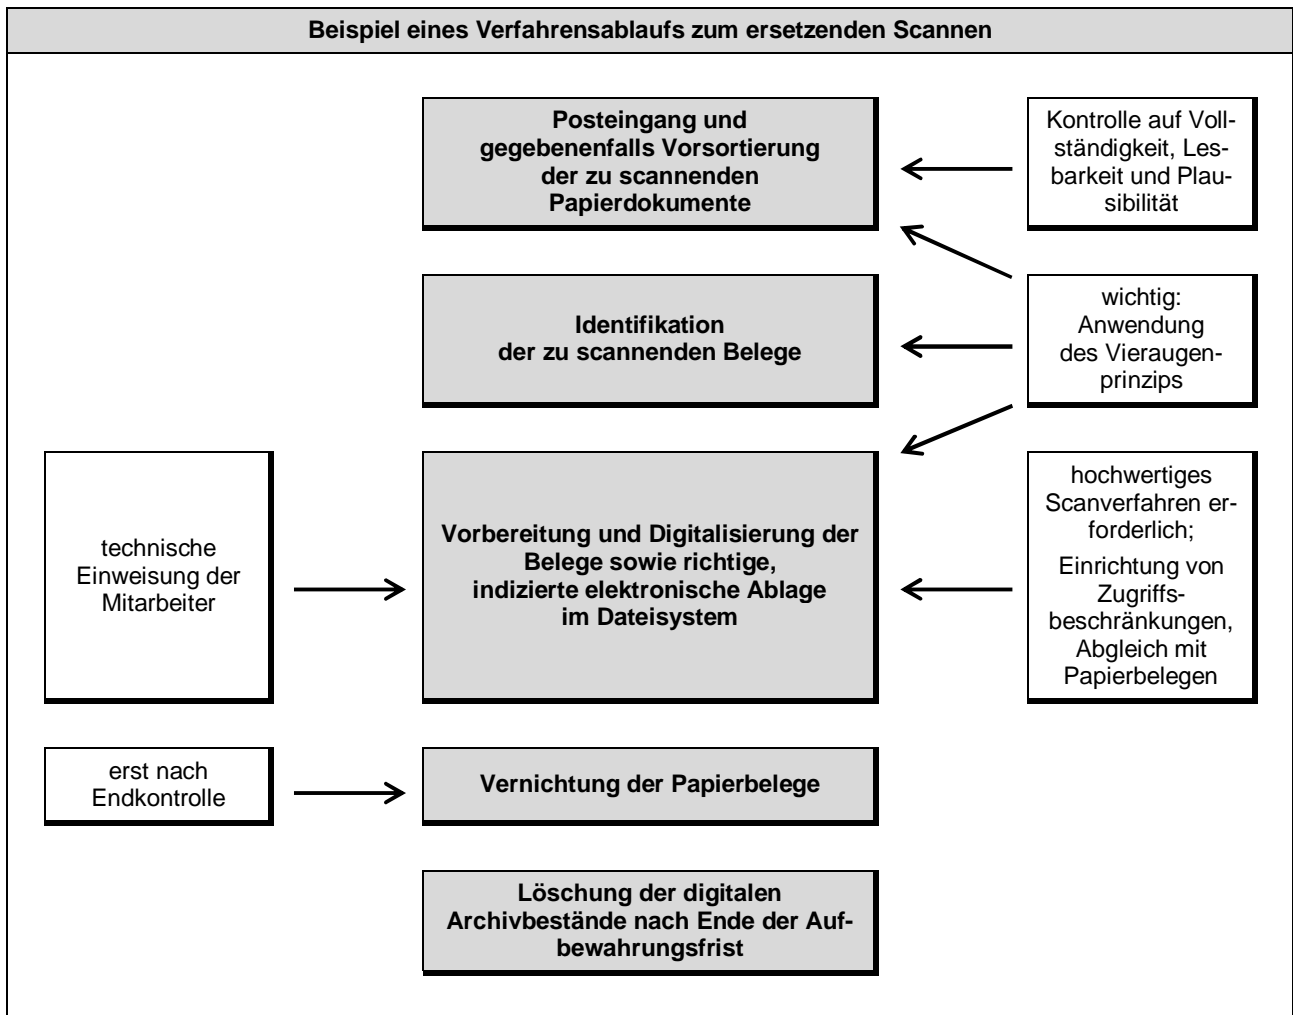 Beispiel eines Verfahrensablaufs zum ersetzenden Scannen
Posteingang und
gegebenenfalls Vorsortierung
der zu scannenden
Papierdokumente
Kontrolle auf Voll-
ständigkeit, Les-
barkeit und Plau-
sibilität
Identifikation
der zu scannenden Belege
wichtig:
Anwendung
des Vieraugen-
prinzips
technische
Einweisung der
Mitarbeiter
Vorbereitung und Digitalisierung der
Belege sowie richtige,
indizierte elektronische Ablage
im Dateisystem
hochwertiges
Scanverfahren er-
forderlich;
Einrichtung von
Zugriffs-
beschränkungen,
Abgleich mit
Papierbelegen
erst nach
Endkontrolle
Vernichtung der Papierbelege
Löschung der digitalen
Archivbestände nach Ende der Auf-
bewahrungsfrist